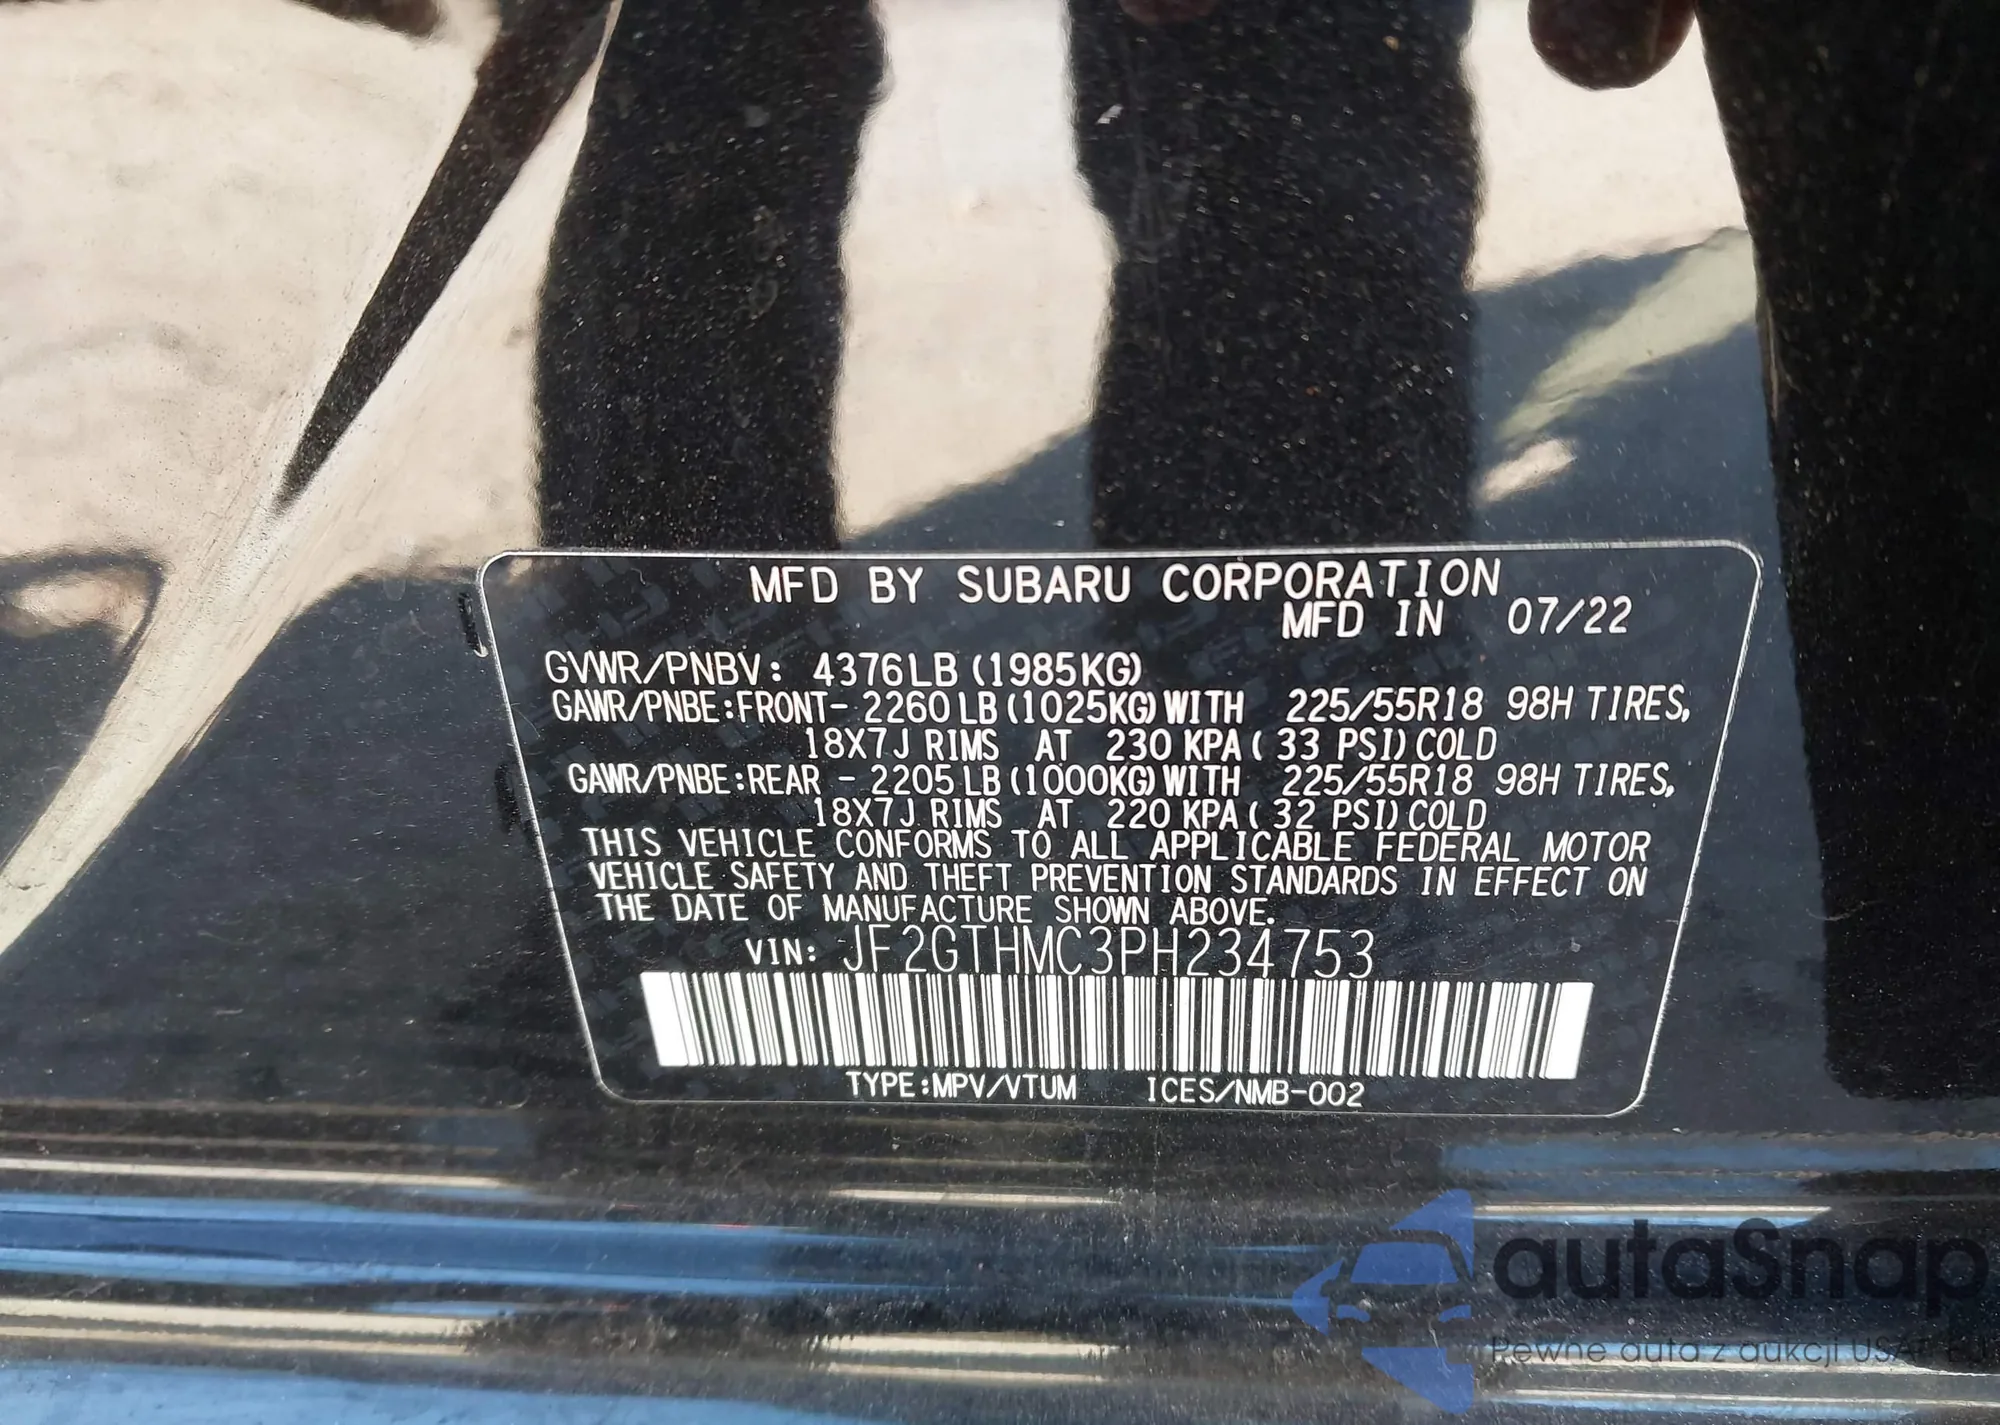 MFD BY SUBARU CORPORATION
MFD IN 07/22
GVWR/PNBV: 4376LB (1985KG)
GAWR/PNBE:FRONT- 2260 LB (1025KG) WITH 225/55R18 98H TIRES,
18X7J RIMS AT 230 KPA ( 33 PSI) COLD
GAWR/PNBE:REAR - 2205 LB (1000KG) WITH 225/55R18 98H TIRES,
18X7J RIMS AT 220 KPA ( 32 PSI) COLD
THIS VEHICLE CONFORMS TO ALL APPLICABLE FEDERAL MOTOR
VEHICLE SAFETY AND THEFT PREVENTION STANDARDS IN EFFECT ON
THE DATE OF MANUFACTURE SHOWN ABOVE.
VIN: JF2GTHMC3PH234753
TYPE:MPV/VTUM ICES/NMB-002
autaSnap
Pewne auta z aukcji USA